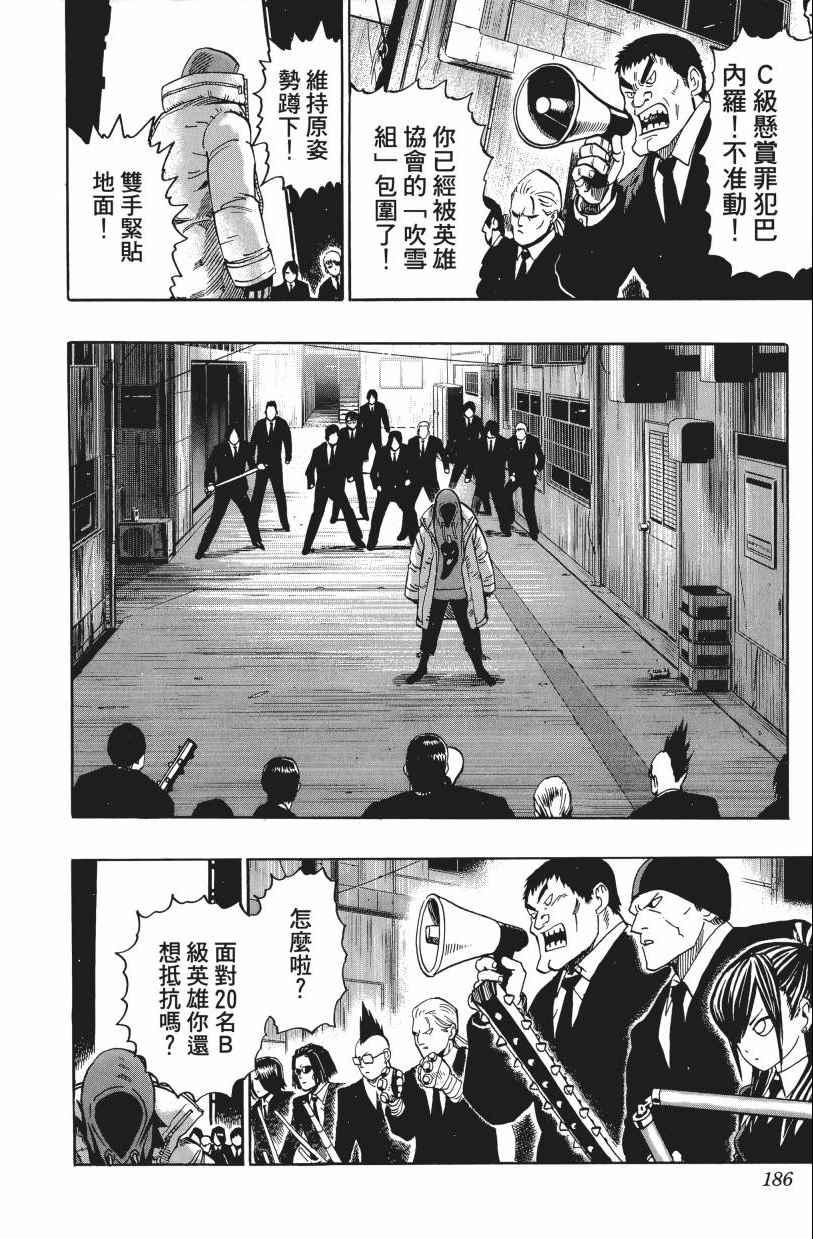 C級懸賞罪犯巴
內羅！不准動！
你已經被英雄
協會的「吹雪
組」包圍了！
維持原姿
勢蹲下！
雙手緊貼
地面！
怎麼啦？
面對20名B
級英雄你還
想抵抗嗎？
186